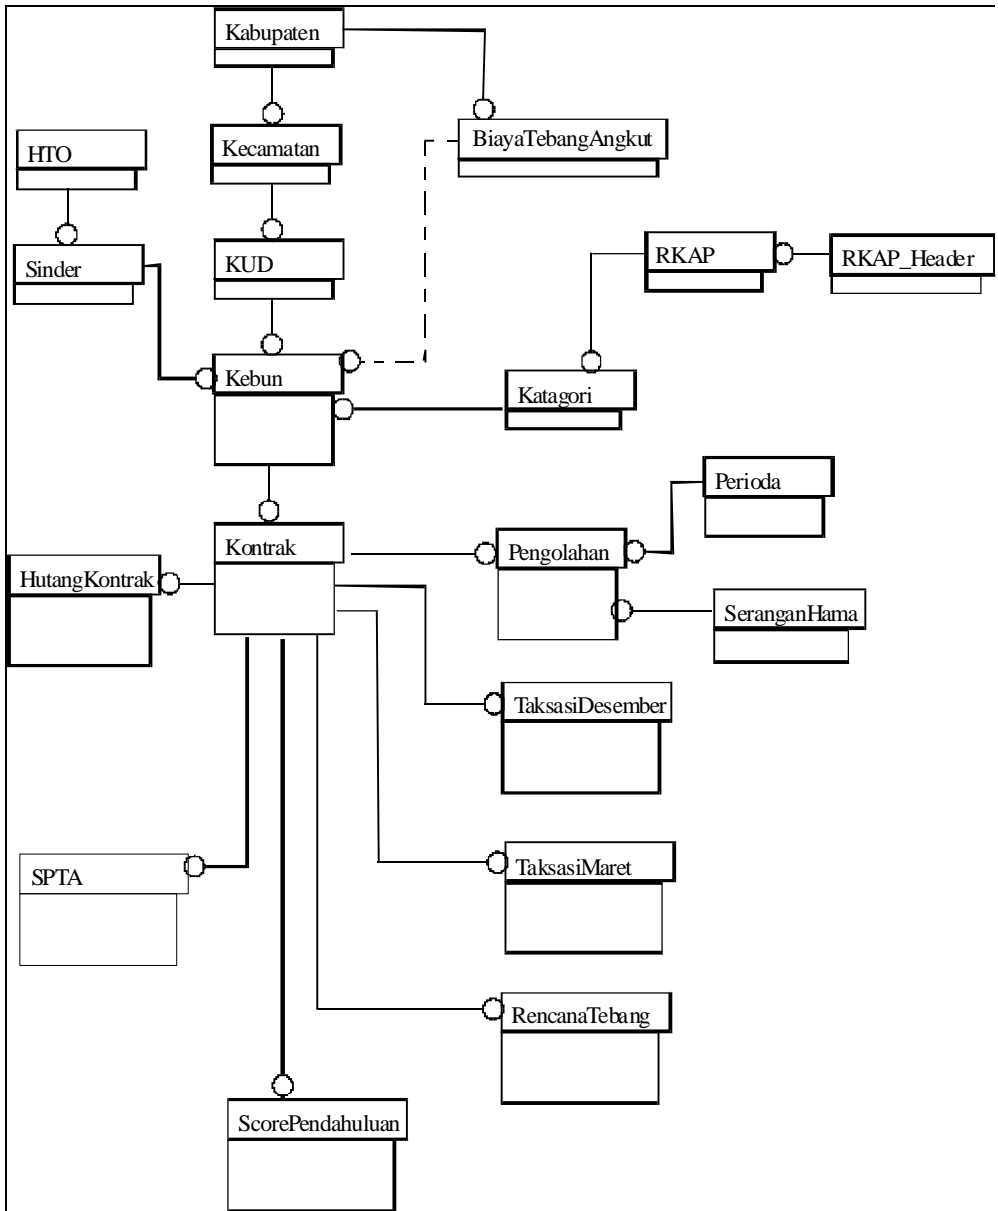 Kabupaten
HTO
Kecamatan
BiayaTebangAngkut
Sinder
KUD
RKAP
RKAP_Header
Kebun
Katagori
Perioda
Kontrak
Pengolahan
HutangKontrak
SeranganHama
TaksasiDesember
SPTA
TaksasiMaret
RencanaTebang
ScorePendahuluan